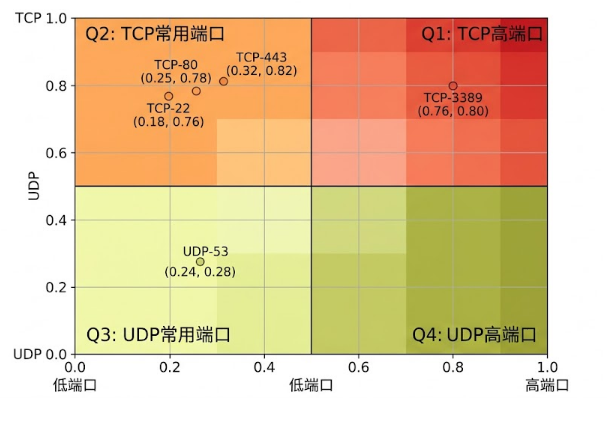 TCP 1.0
Q2: TCP常用端口
Q1: TCP高端口
TCP-443
(0.32, 0.82)
TCP-80
(0.25, 0.78)
0.8
TCP-22
(0.18, 0.76)
TCP-3389
(0.76, 0.80)
0.6
UDP
0.4
UDP-53
(0.24, 0.28)
0.2
Q3: UDP常用端口
Q4: UDP高端口
UDP 0.0
0.0 0.2 0.4 0.6 0.8 1.0
低端口 低端口 高端口